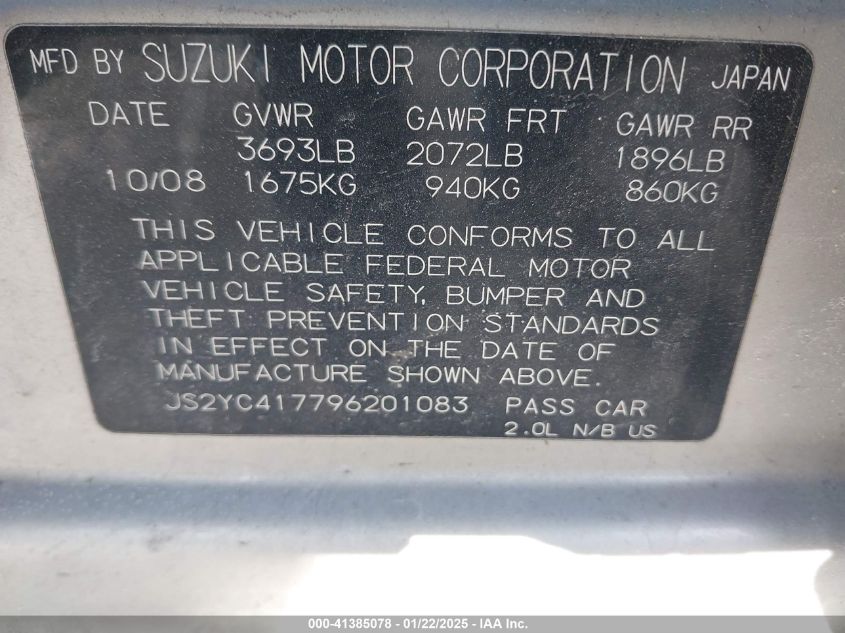 MFD BY SUZUKI MOTOR CORPORATION JAPAN
DATE GVWR GAWR FRT GAWR RR
3693LB 2072LB 1896LB
10/08 1675KG 940KG 860KG
THIS VEHICLE CONFORMS TO ALL
APPLICABLE FEDERAL MOTOR
VEHICLE SAFETY, BUMPER AND
THEFT PREVENTION STANDARDS
IN EFFECT ON THE DATE OF
MANUFACTURE SHOWN ABOVE.
JS2YC417796201083 PASS CAR
2.0L N/B US
000-41385078 - 01/22/2025 - IAA Inc.